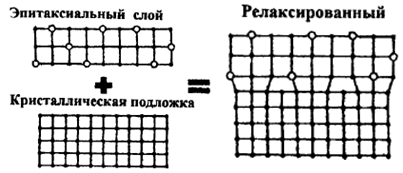 Эпитаксиальный слой
Релаксированный
+
=
Кристаллическая подложка